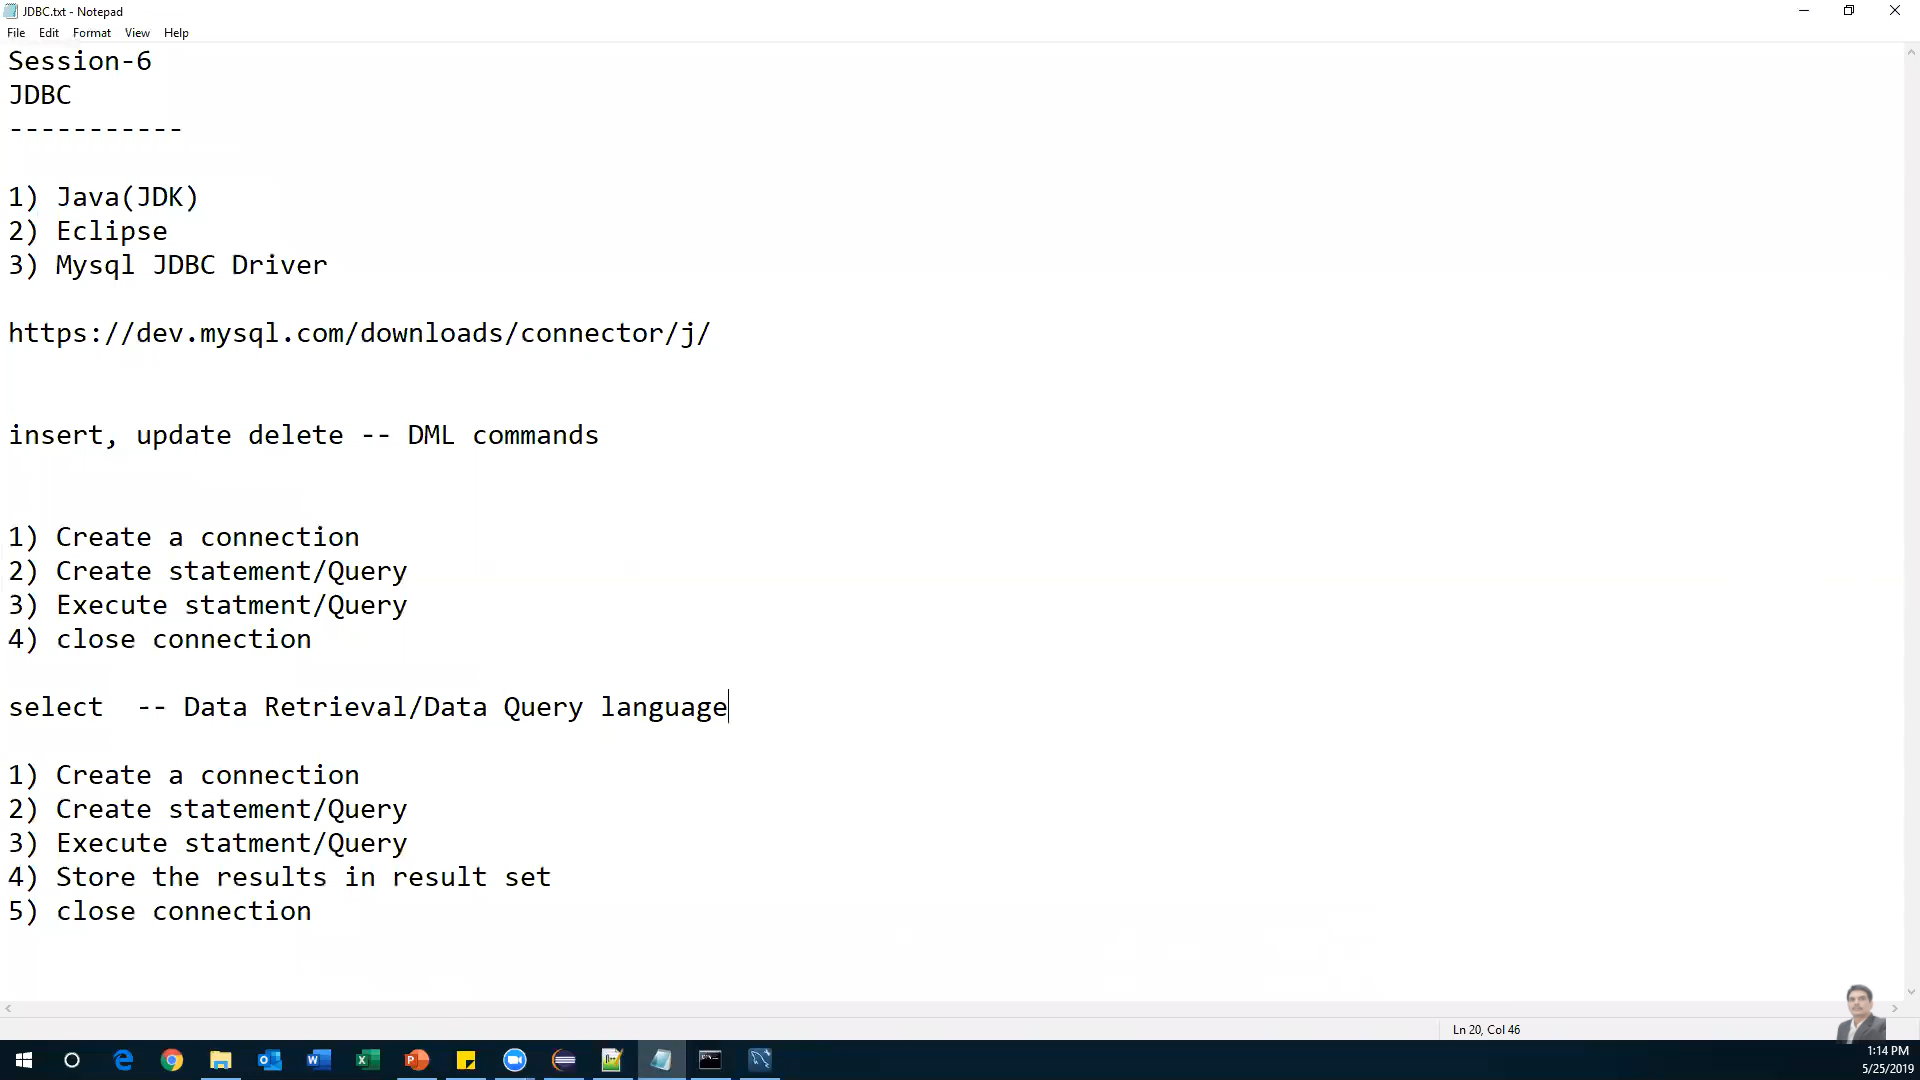 JDBC.txt - Notepad
File Edit Format View Help
Session-6
JDBC
-----------
1) Java(JDK)
2) Eclipse
3) Mysql JDBC Driver
https://dev.mysql.com/downloads/connector/j/
insert, update delete -- DML commands
1) Create a connection
2) Create statement/Query
3) Execute statment/Query
4) close connection
select  -- Data Retrieval/Data Query language
1) Create a connection
2) Create statement/Query
3) Execute statment/Query
4) Store the results in result set
5) close connection
Ln 20, Col 46
1:14 PM
5/25/2019